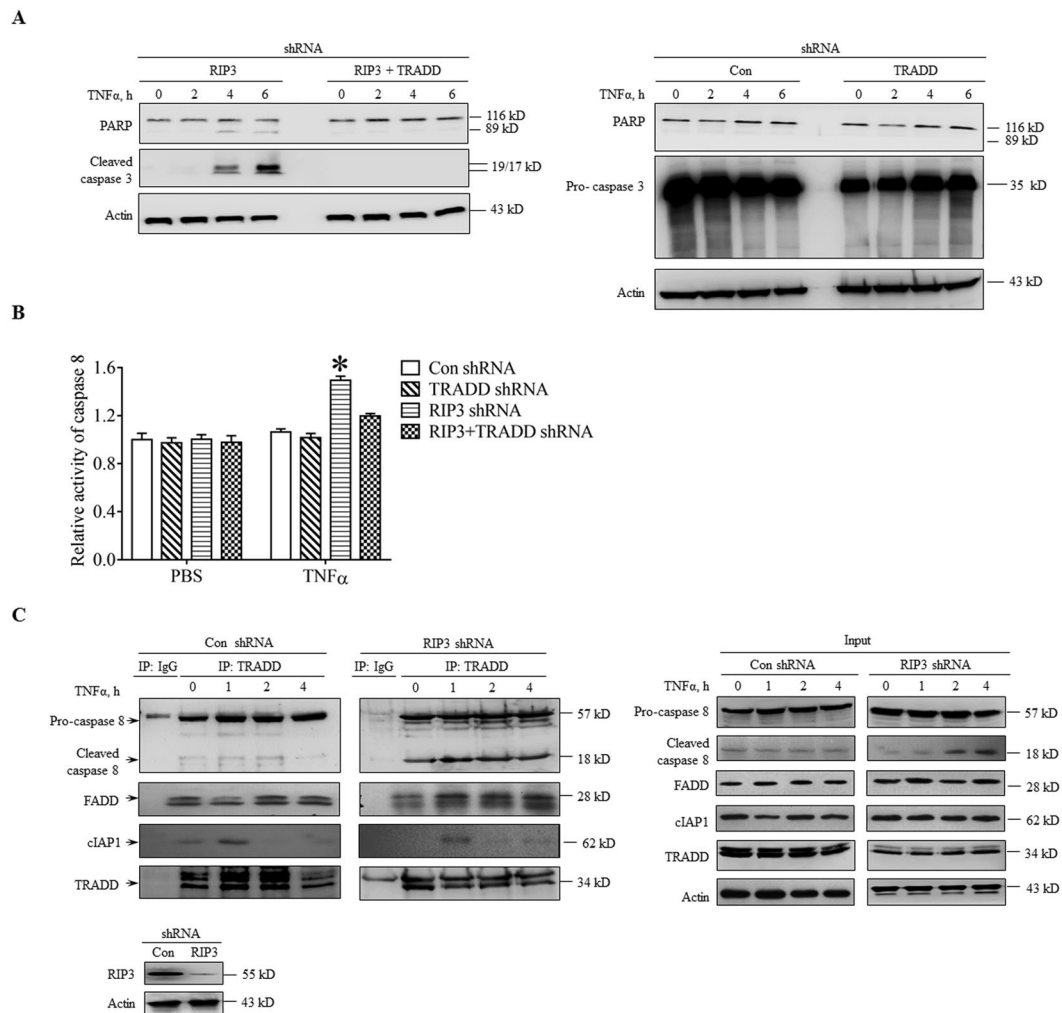 A
shRNA
RIP3 RIP3 + TRADD
TNFα, h 0 2 4 6 0 2 4 6
PARP 116 kD
89 kD
Cleaved
caspase 3 19/17 kD
Actin 43 kD
shRNA
Con TRADD
TNFα, h 0 2 4 6 0 2 4 6
PARP 116 kD
89 kD
Pro- caspase 3 35 kD
Actin 43 kD
B
Relative activity of caspase 8
1.6
1.2
0.8
0.4
0.0
PBS TNFα
*
Con shRNA
TRADD shRNA
RIP3 shRNA
RIP3+TRADD shRNA
C
Con shRNA RIP3 shRNA
IP: IgG IP: TRADD IP: IgG IP: TRADD
TNFα, h 0 1 2 4 0 1 2 4
Pro-caspase 8 57 kD
Cleaved
caspase 8 18 kD
FADD 28 kD
cIAP1 62 kD
TRADD 34 kD
Input
Con shRNA RIP3 shRNA
TNFα, h 0 1 2 4 0 1 2 4
Pro-caspase 8 57 kD
Cleaved
caspase 8 18 kD
FADD 28 kD
cIAP1 62 kD
TRADD 34 kD
Actin 43 kD
shRNA
Con RIP3
RIP3 55 kD
Actin 43 kD